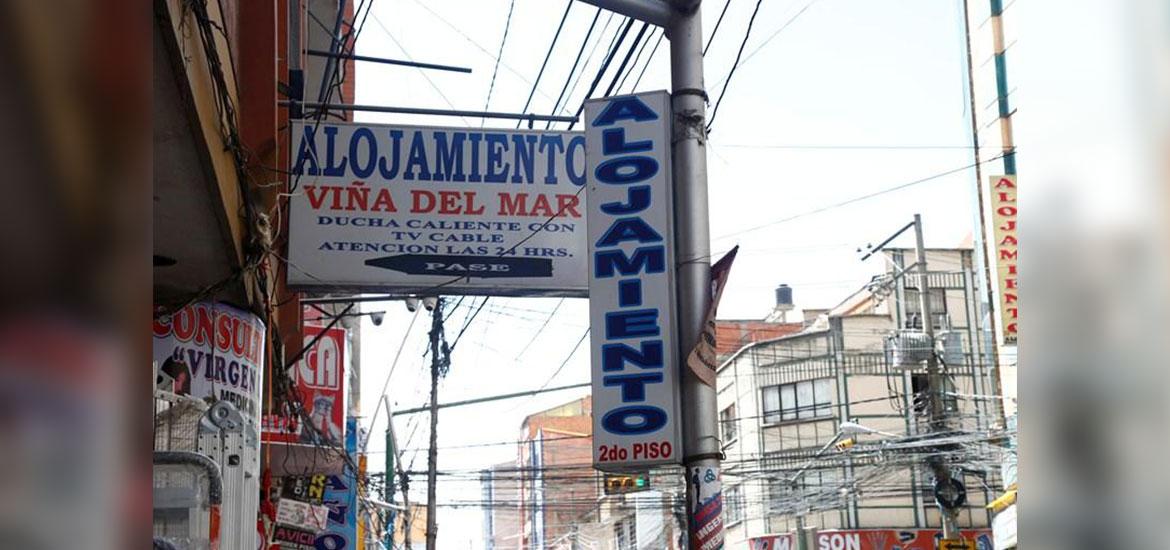 ALOJAMIENTO
VIÑA DEL MAR
DUCHA CALIENTE CON
TV CABLE
ATENCION LAS 24 HRS.
PASE
ALOJAMIENTO
2do PISO
ALOJAMIENTO
CONSUL
"VIRGEN
SON